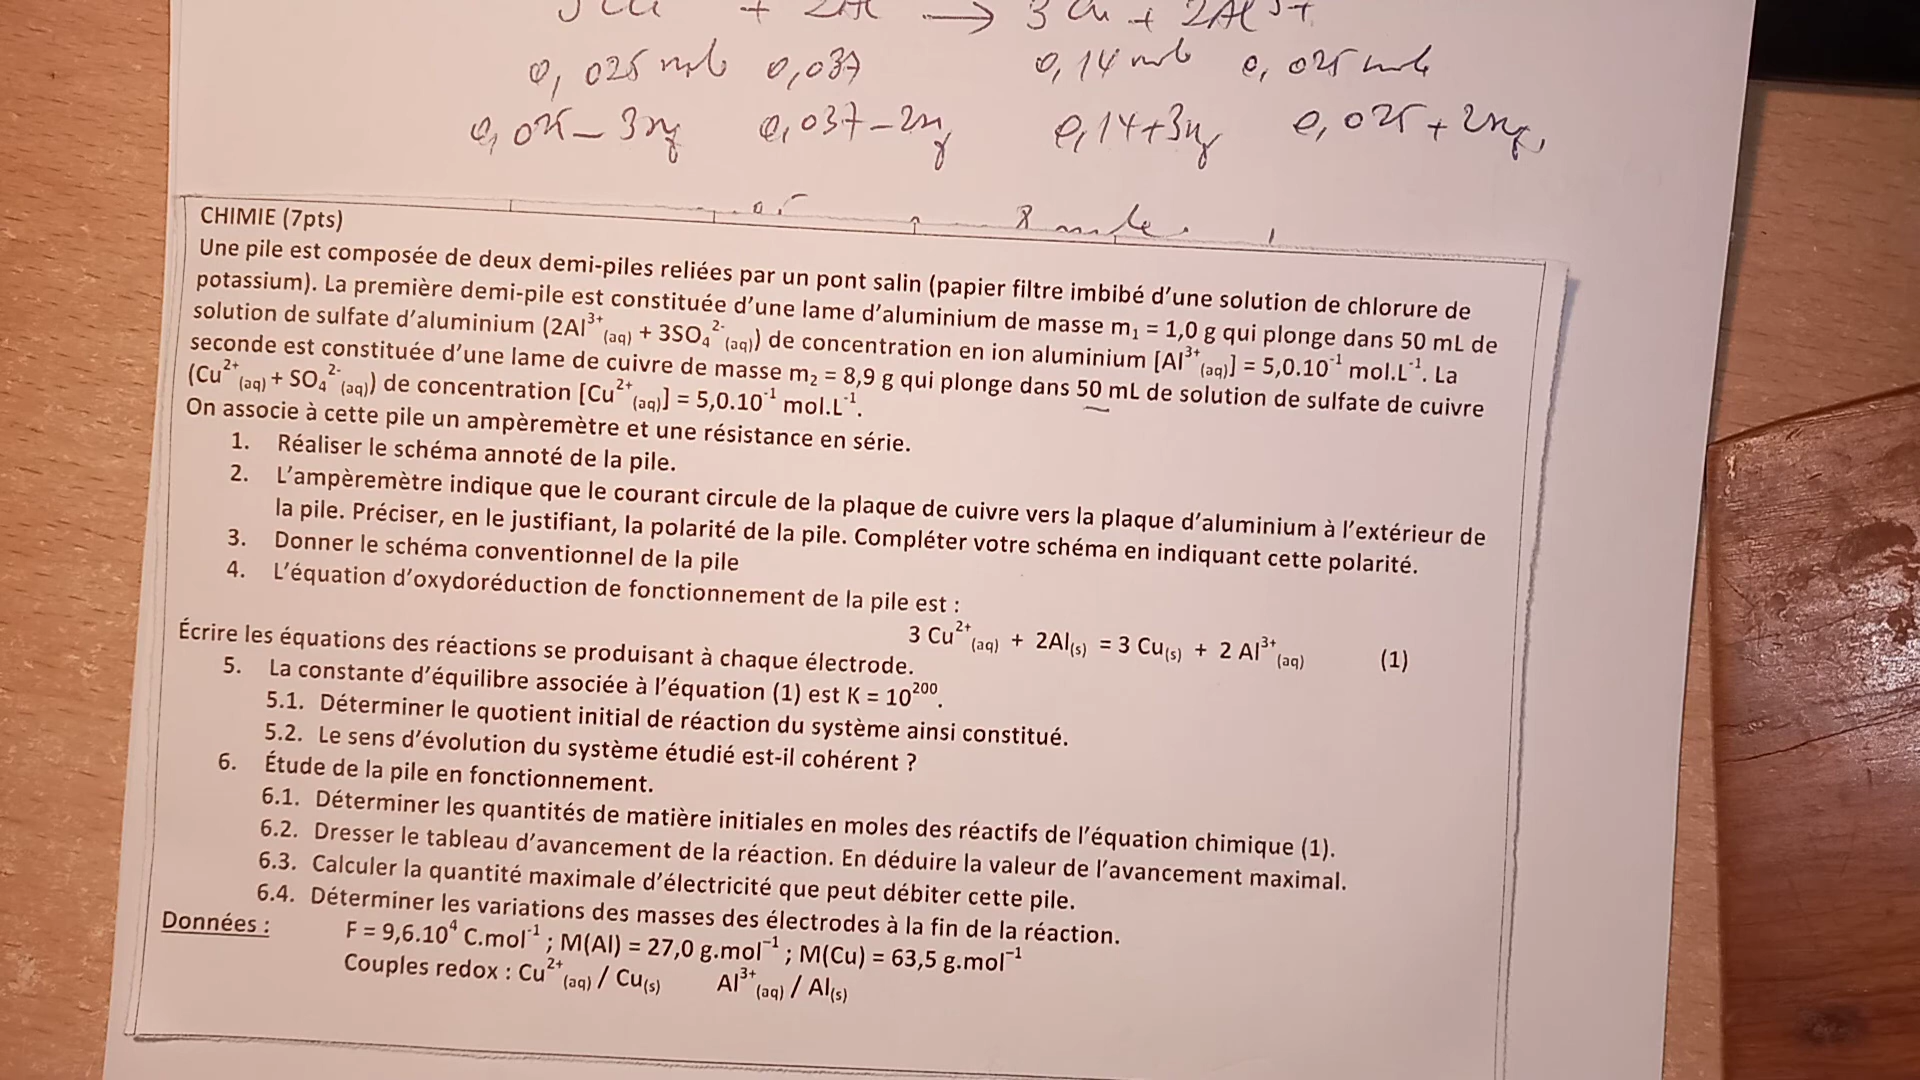 3 Cu + 2Al → 3 Cu + 2Al 3+
0,025 mol 0,037 0,14 mol 0,025 mole
0,025 - 3xf 0,037 - 2xf 0,14 + 3xf 0,025 + 2xf
8 mole.
CHIMIE (7pts)
Une pile est composée de deux demi-piles reliées par un pont salin (papier filtre imbibé d'une solution de chlorure de
potassium). La première demi-pile est constituée d'une lame d'aluminium de masse m₁ = 1,0 g qui plonge dans 50 mL de
solution de sulfate d'aluminium (2Al³⁺(aq) + 3SO₄²⁻(aq)) de concentration en ion aluminium [Al³⁺(aq)] = 5,0.10⁻¹ mol.L⁻¹. La
seconde est constituée d'une lame de cuivre de masse m₂ = 8,9 g qui plonge dans 50 mL de solution de sulfate de cuivre
(Cu²⁺(aq) + SO₄²⁻(aq)) de concentration [Cu²⁺(aq)] = 5,0.10⁻¹ mol.L⁻¹.
On associe à cette pile un ampèremètre et une résistance en série.
1. Réaliser le schéma annoté de la pile.
2. L'ampèremètre indique que le courant circule de la plaque de cuivre vers la plaque d'aluminium à l'extérieur de
la pile. Préciser, en le justifiant, la polarité de la pile. Compléter votre schéma en indiquant cette polarité.
3. Donner le schéma conventionnel de la pile
4. L'équation d'oxydoréduction de fonctionnement de la pile est :
3 Cu²⁺(aq) + 2Al(s) = 3 Cu(s) + 2 Al³⁺(aq) (1)
Écrire les équations des réactions se produisant à chaque électrode.
5. La constante d'équilibre associée à l'équation (1) est K = 10²⁰⁰.
5.1. Déterminer le quotient initial de réaction du système ainsi constitué.
5.2. Le sens d'évolution du système étudié est-il cohérent ?
6. Étude de la pile en fonctionnement.
6.1. Déterminer les quantités de matière initiales en moles des réactifs de l'équation chimique (1).
6.2. Dresser le tableau d'avancement de la réaction. En déduire la valeur de l'avancement maximal.
6.3. Calculer la quantité maximale d'électricité que peut débiter cette pile.
6.4. Déterminer les variations des masses des électrodes à la fin de la réaction.
Données : F = 9,6.10⁴ C.mol⁻¹ ; M(Al) = 27,0 g.mol⁻¹ ; M(Cu) = 63,5 g.mol⁻¹
Couples redox : Cu²⁺(aq) / Cu(s) Al³⁺(aq) / Al(s)